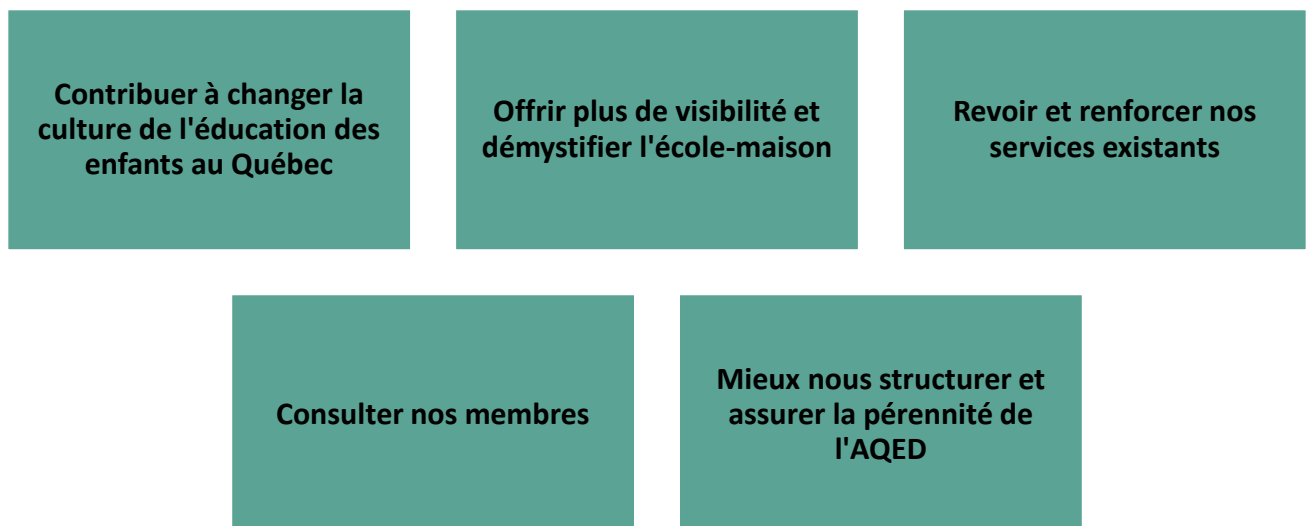 Contribuer à changer la
culture de l'éducation des
enfants au Québec
Offrir plus de visibilité et
démystifier l'école-maison
Revoir et renforcer nos
services existants
Consulter nos membres
Mieux nous structurer et
assurer la pérennité de
l'AQED